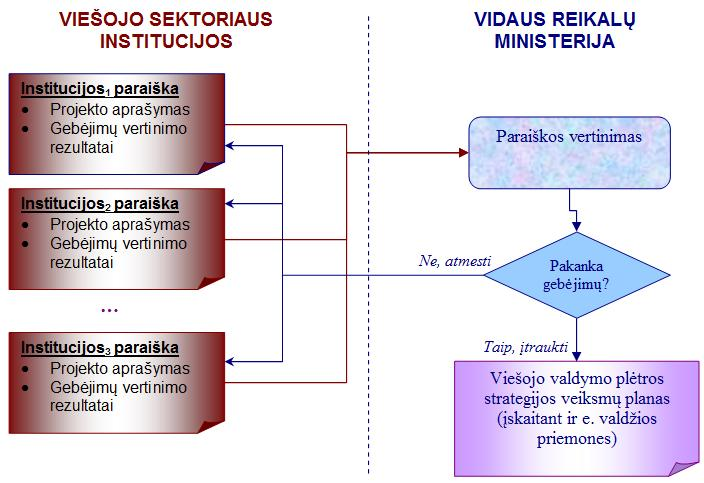 VIEŠOJO SEKTORIAUS
INSTITUCIJOS
VIDAUS REIKALŲ
MINISTERIJA
Institucijos1 paraiška
● Projekto aprašymas
● Gebėjimų vertinimo
rezultatai
Institucijos2 paraiška
● Projekto aprašymas
● Gebėjimų vertinimo
rezultatai
...
Institucijos3 paraiška
● Projekto aprašymas
● Gebėjimų vertinimo
rezultatai
Paraiškos vertinimas
Ne, atmesti
Pakanka
gebėjimų?
Taip, įtraukti
Viešojo valdymo plėtros
strategijos veiksmų planas
(įskaitant ir e. valdžios
priemones)